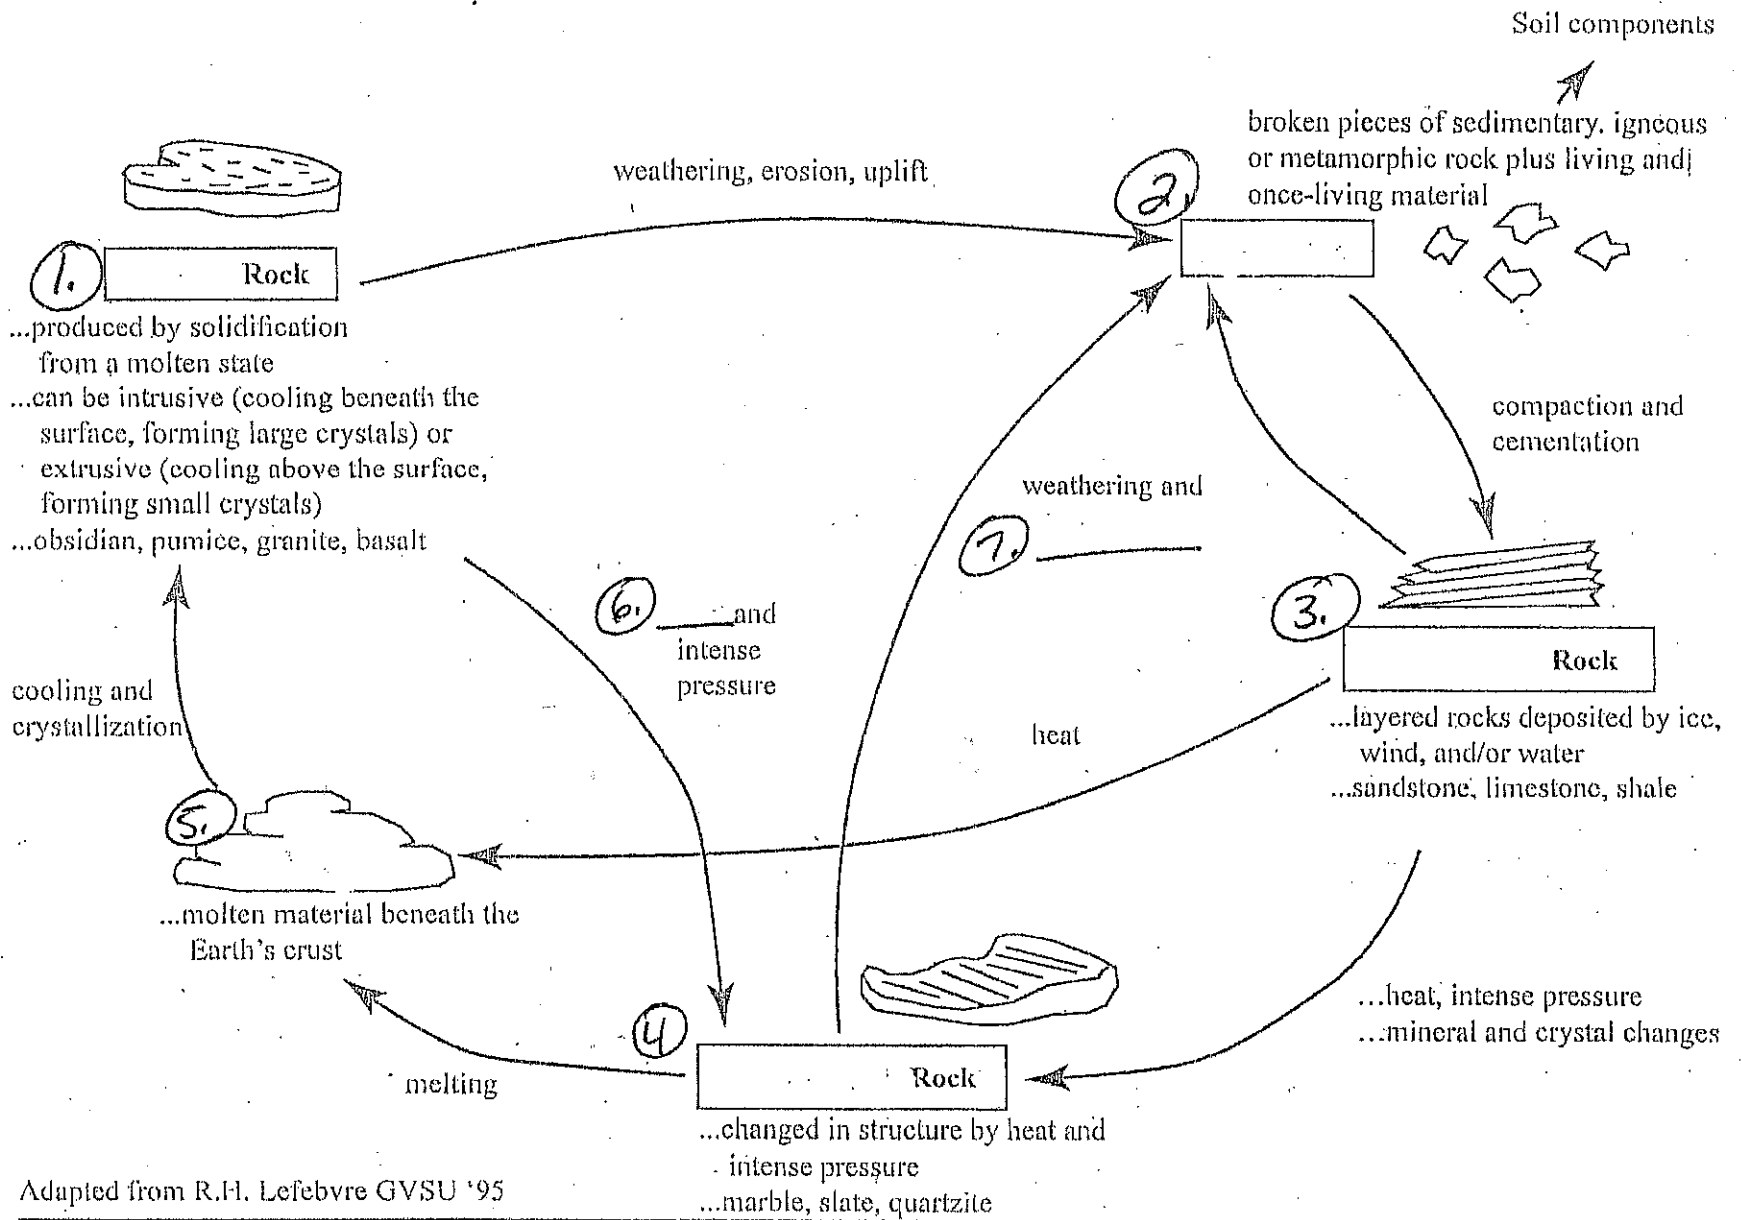 Soil components
broken pieces of sedimentary, igneous
or metamorphic rock plus living and
once-living material
weathering, erosion, uplift
2.
1.
Rock
...produced by solidification
from a molten state
...can be intrusive (cooling beneath the
surface, forming large crystals) or
extrusive (cooling above the surface,
forming small crystals)
...obsidian, pumice, granite, basalt
compaction and
cementation
weathering and
7.
6.
and
intense
pressure
3.
Rock
...layered rocks deposited by ice,
wind, and/or water
...sandstone, limestone, shale
cooling and
crystallization
heat
5.
...molten material beneath the
Earth's crust
...heat, intense pressure
...mineral and crystal changes
4
Rock
melting
...changed in structure by heat and
intense pressure
...marble, slate, quartzite
Adapted from R.H. Lefebvre GVSU '95